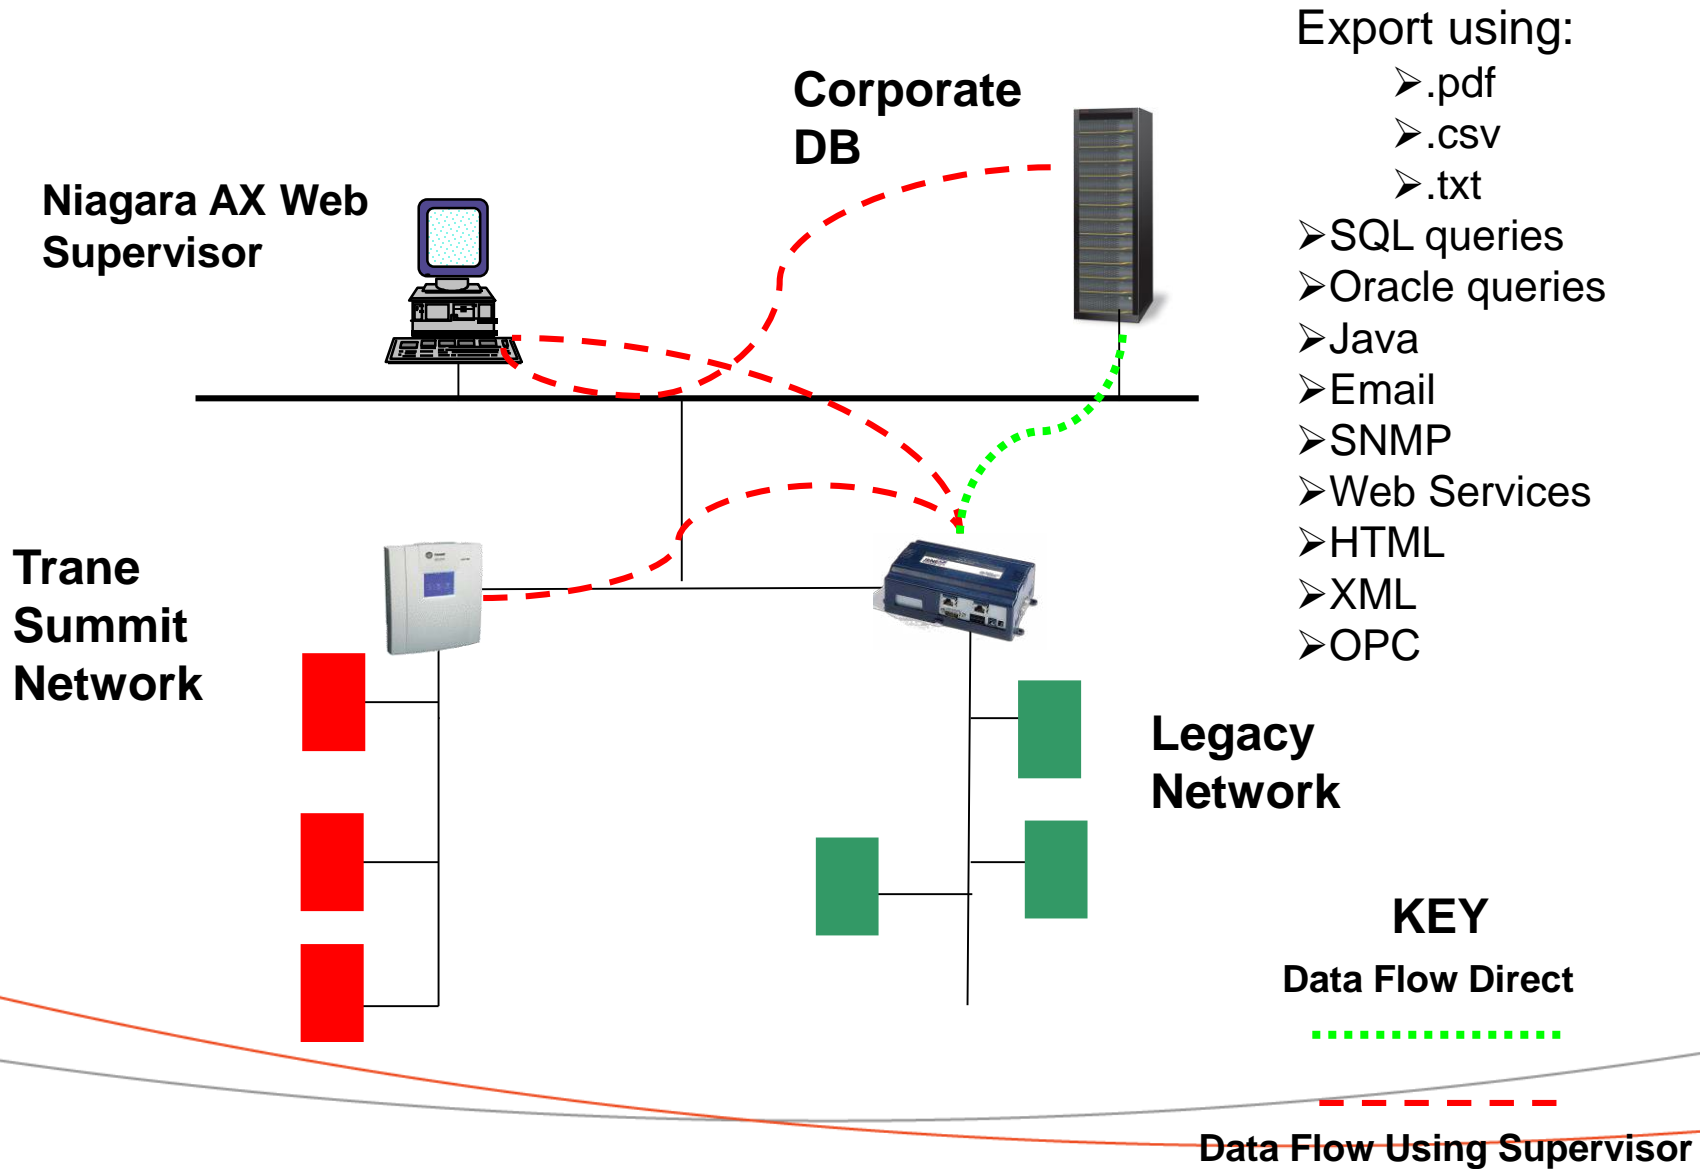 Export using:
➢.pdf
➢.csv
➢.txt
➢SQL queries
➢Oracle queries
➢Java
➢Email
➢SNMP
➢Web Services
➢HTML
➢XML
➢OPC
Corporate
DB
Niagara AX Web
Supervisor
Trane
Summit
Network
Legacy
Network
KEY
Data Flow Direct
Data Flow Using Supervisor